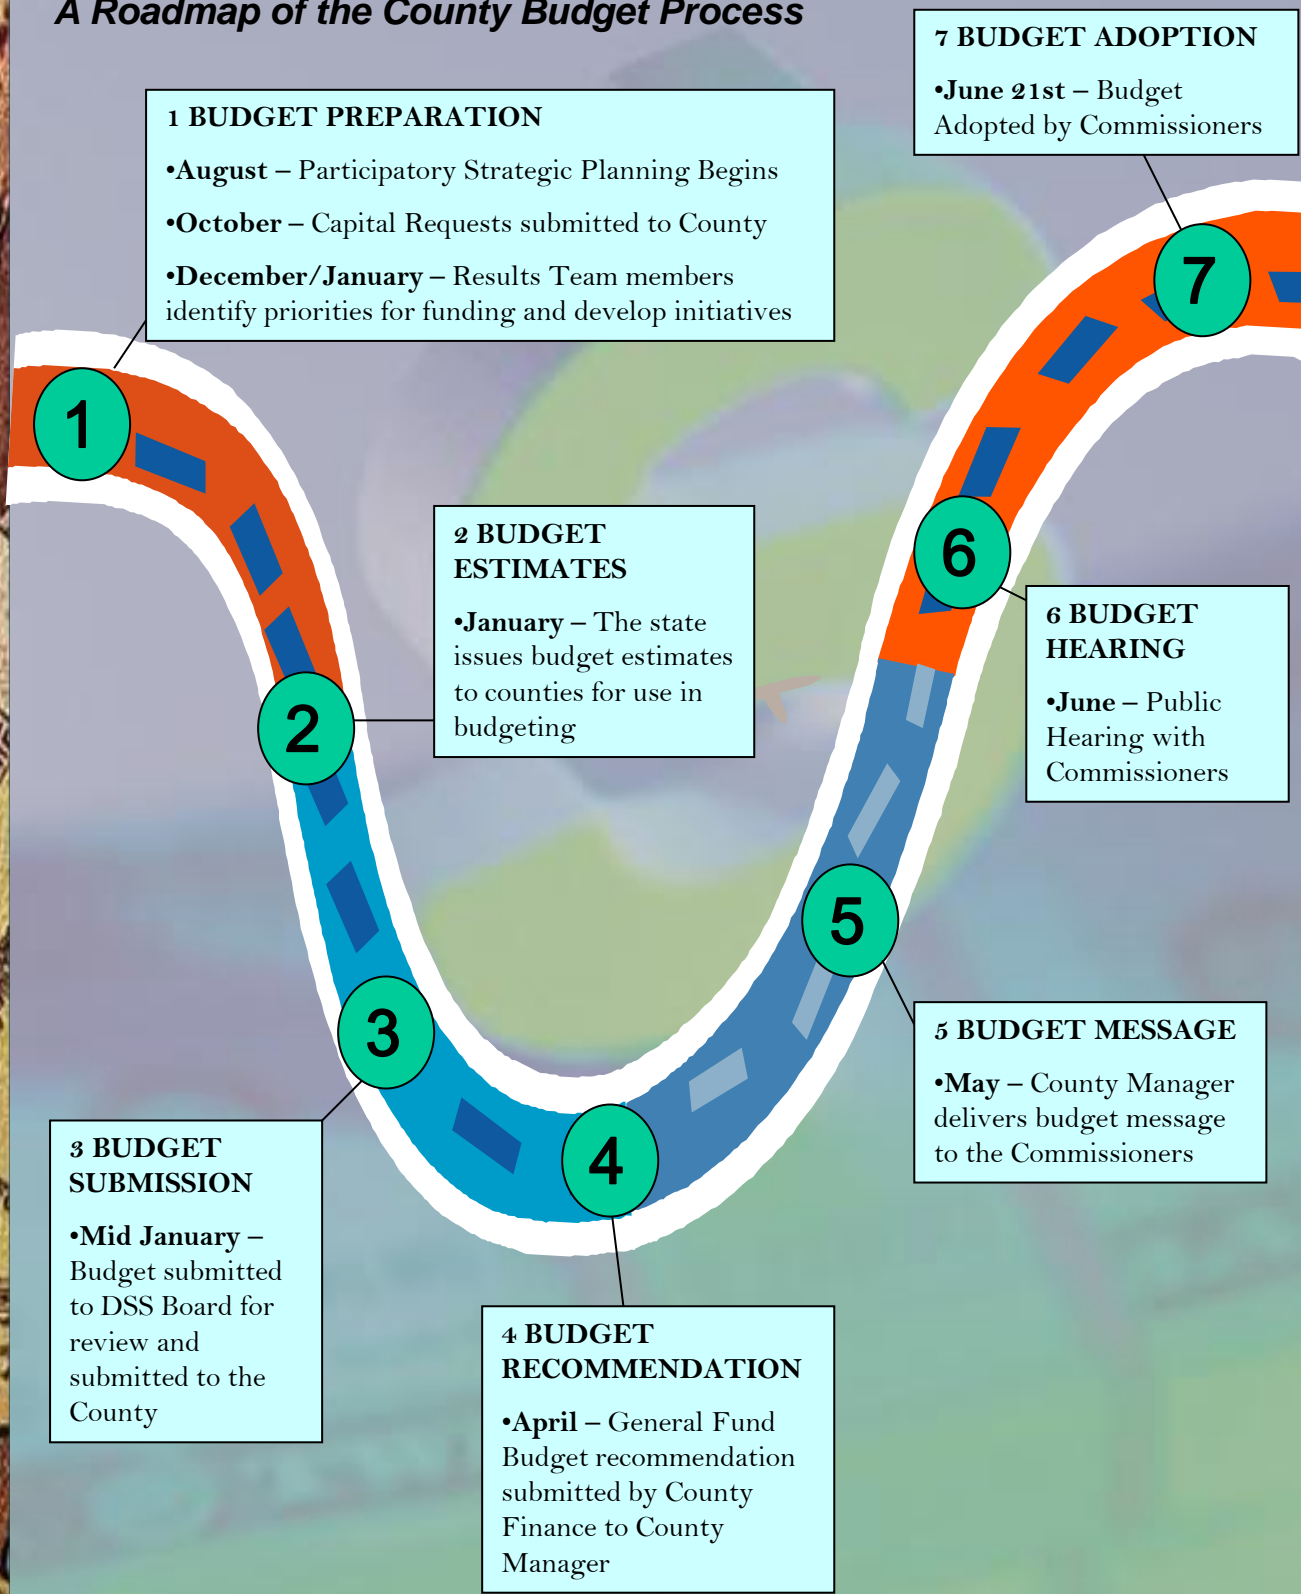 A Roadmap of the County Budget Process
1 BUDGET PREPARATION
•August – Participatory Strategic Planning Begins
•October – Capital Requests submitted to County
•December/January – Results Team members
identify priorities for funding and develop initiatives
1
2 BUDGET
ESTIMATES
•January – The state
issues budget estimates
to counties for use in
budgeting
2
3
3 BUDGET
SUBMISSION
•Mid January –
Budget submitted
to DSS Board for
review and
submitted to the
County
4
4 BUDGET
RECOMMENDATION
•April – General Fund
Budget recommendation
submitted by County
Finance to County
Manager
5
5 BUDGET MESSAGE
•May – County Manager
delivers budget message
to the Commissioners
6
6 BUDGET
HEARING
•June – Public
Hearing with
Commissioners
7 BUDGET ADOPTION
•June 21st – Budget
Adopted by Commissioners
7